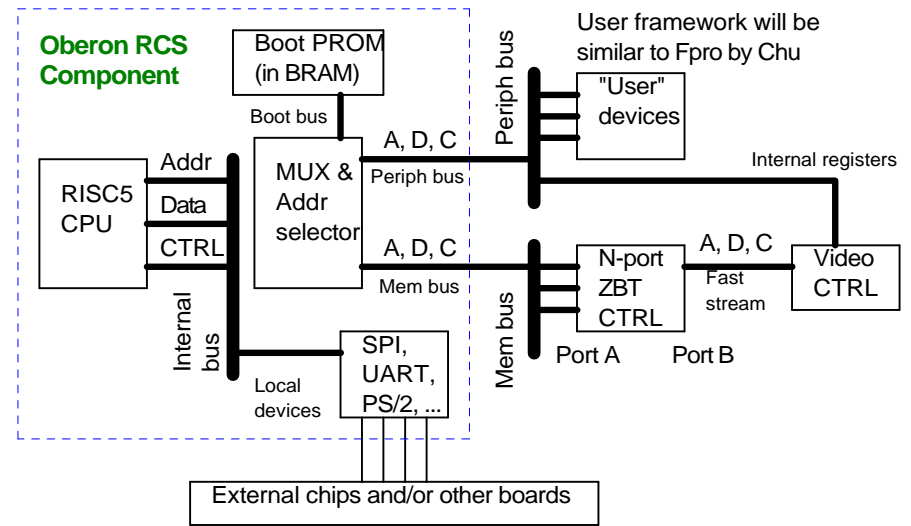 Oberon RCS
Component
Boot PROM
(in BRAM)
User framework will be
similar to Fpro by Chu
Boot bus
Periph bus
"User"
devices
Addr
Data
CTRL
RISC5
CPU
MUX &
Addr
selector
A, D, C
Periph bus
Internal registers
A, D, C
Mem bus
Internal
bus
Mem bus
N-port
ZBT
CTRL
A, D, C
Fast
stream
Video
CTRL
Port A
Port B
Local
devices
SPI,
UART,
PS/2, ...
External chips and/or other boards